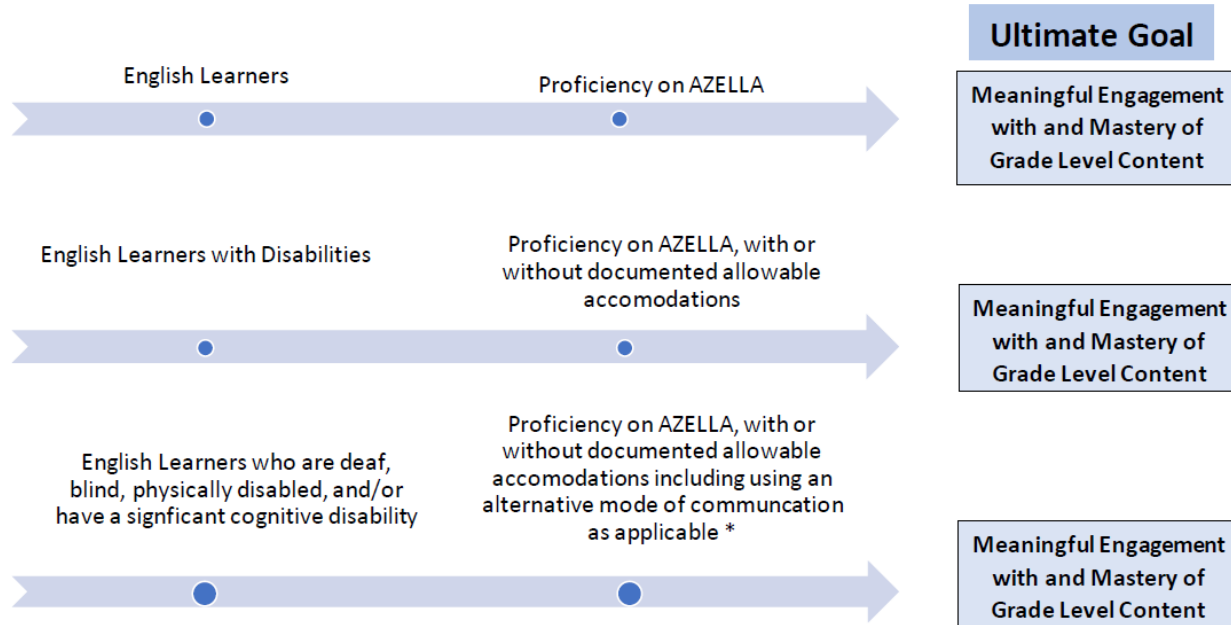 Ultimate Goal
English Learners
Proficiency on AZELLA
Meaningful Engagement
with and Mastery of
Grade Level Content
English Learners with Disabilities
Proficiency on AZELLA, with or
without documented allowable
accomodations
Meaningful Engagement
with and Mastery of
Grade Level Content
English Learners who are deaf,
blind, physically disabled, and/or
have a signficant cognitive disability
Proficiency on AZELLA, with or
without documented allowable
accomodations including using an
alternative mode of communcation
as applicable *
Meaningful Engagement
with and Mastery of
Grade Level Content